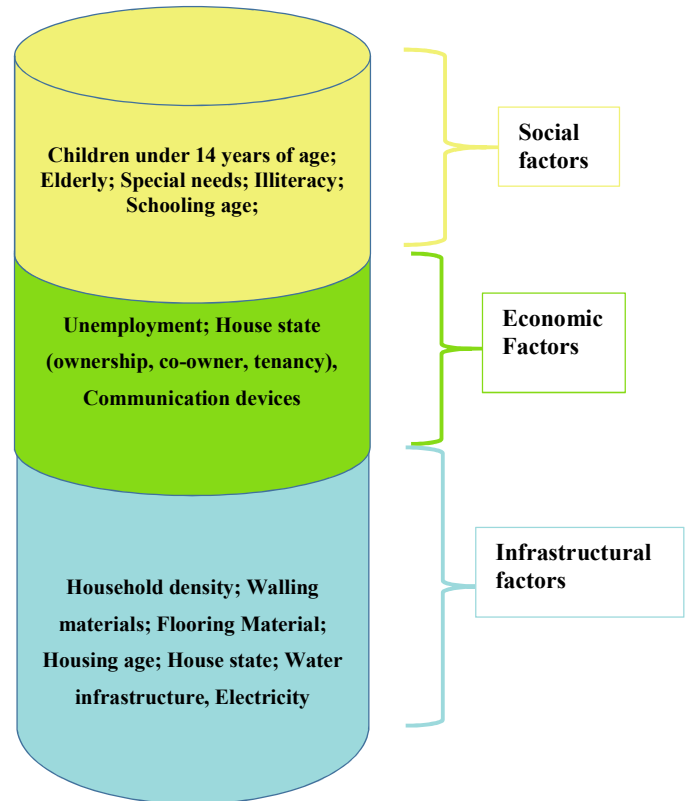 Children under 14 years of age;
Elderly; Special needs; Illiteracy;
Schooling age;
Social
factors
Unemployment; House state
(ownership, co-owner, tenancy),
Communication devices
Economic
Factors
Household density; Walling
materials; Flooring Material;
Housing age; House state; Water
infrastructure, Electricity
Infrastructural
factors